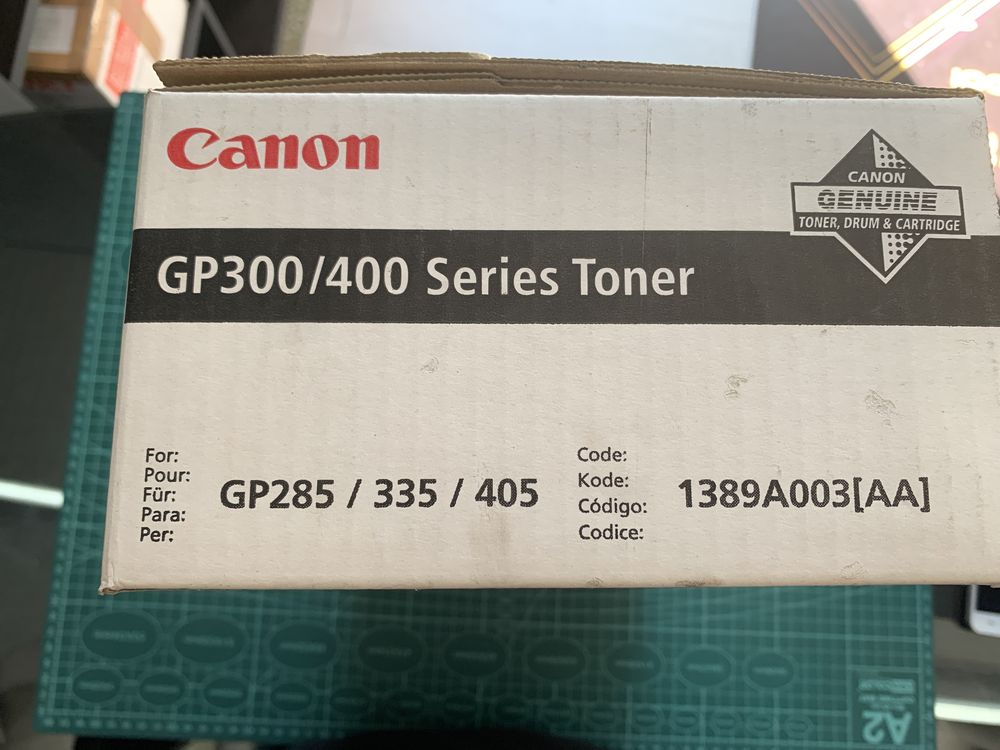 Canon
CANON
GENUINE
TONER, DRUM & CARTRIDGE
GP300/400 Series Toner
For:
Pour:
Für:
Para:
Per:
GP285 / 335 / 405
Code:
Kode:
Código:
Codice:
1389A003[AA]
A2